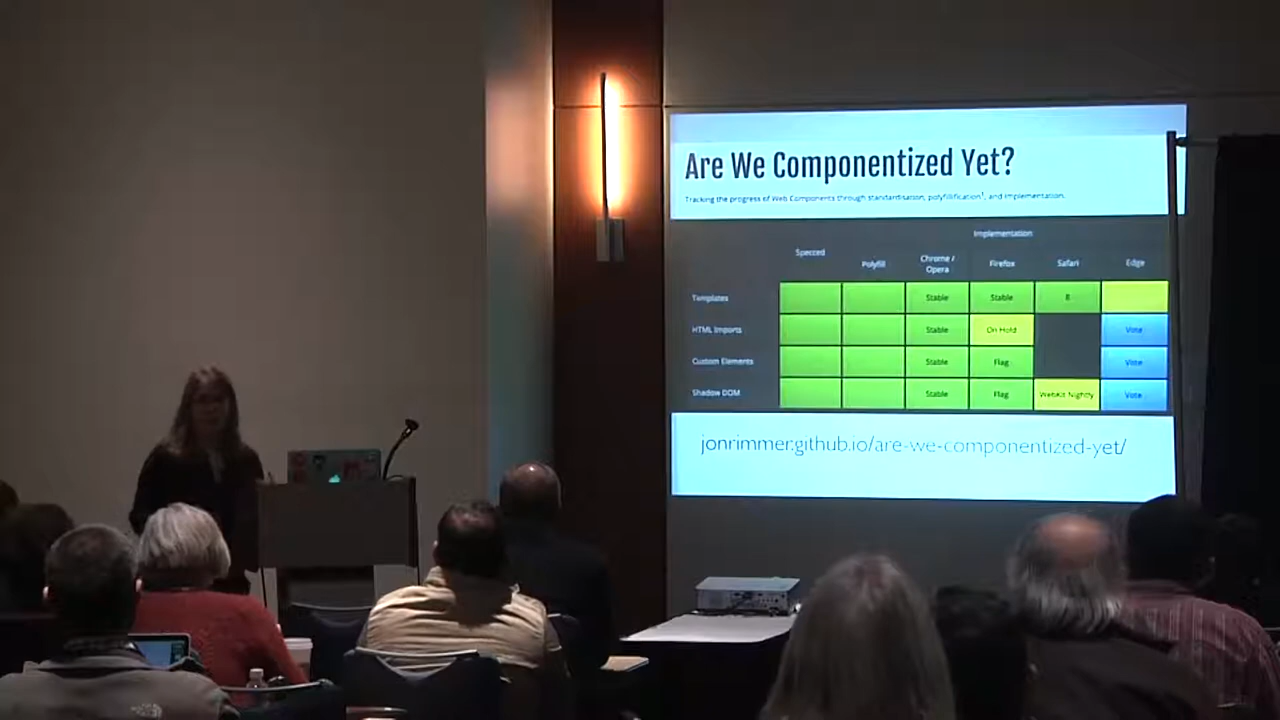 Are We Componentized Yet?
Tracking the progress of Web Components through standardisation, polyfillification¹, and implementation.
Implementation
Specced Polyfill Chrome / Opera Firefox Safari Edge
Templates Stable Stable 8
HTML Imports Stable On Hold Vote
Custom Elements Stable Flag Vote
Shadow DOM Stable Flag WebKit Nightly Vote
jonrimmer.github.io/are-we-componentized-yet/